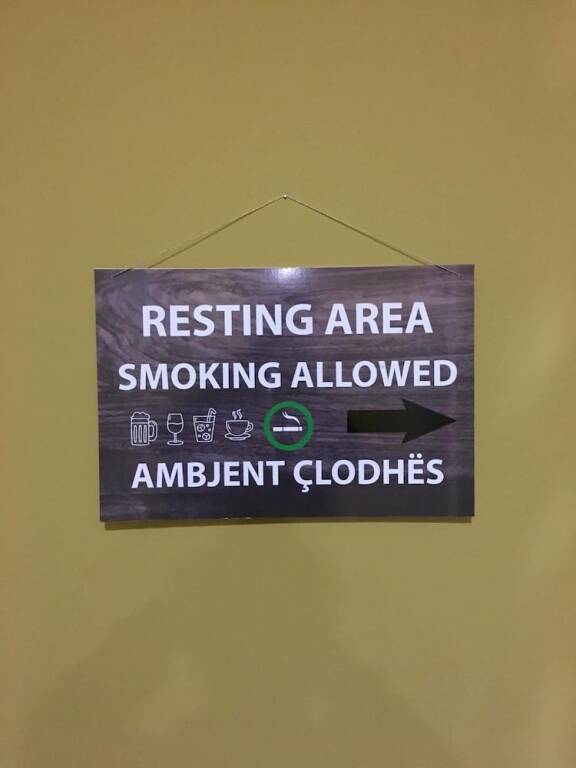 RESTING AREA
SMOKING ALLOWED
AMBJENT ÇLODHËS